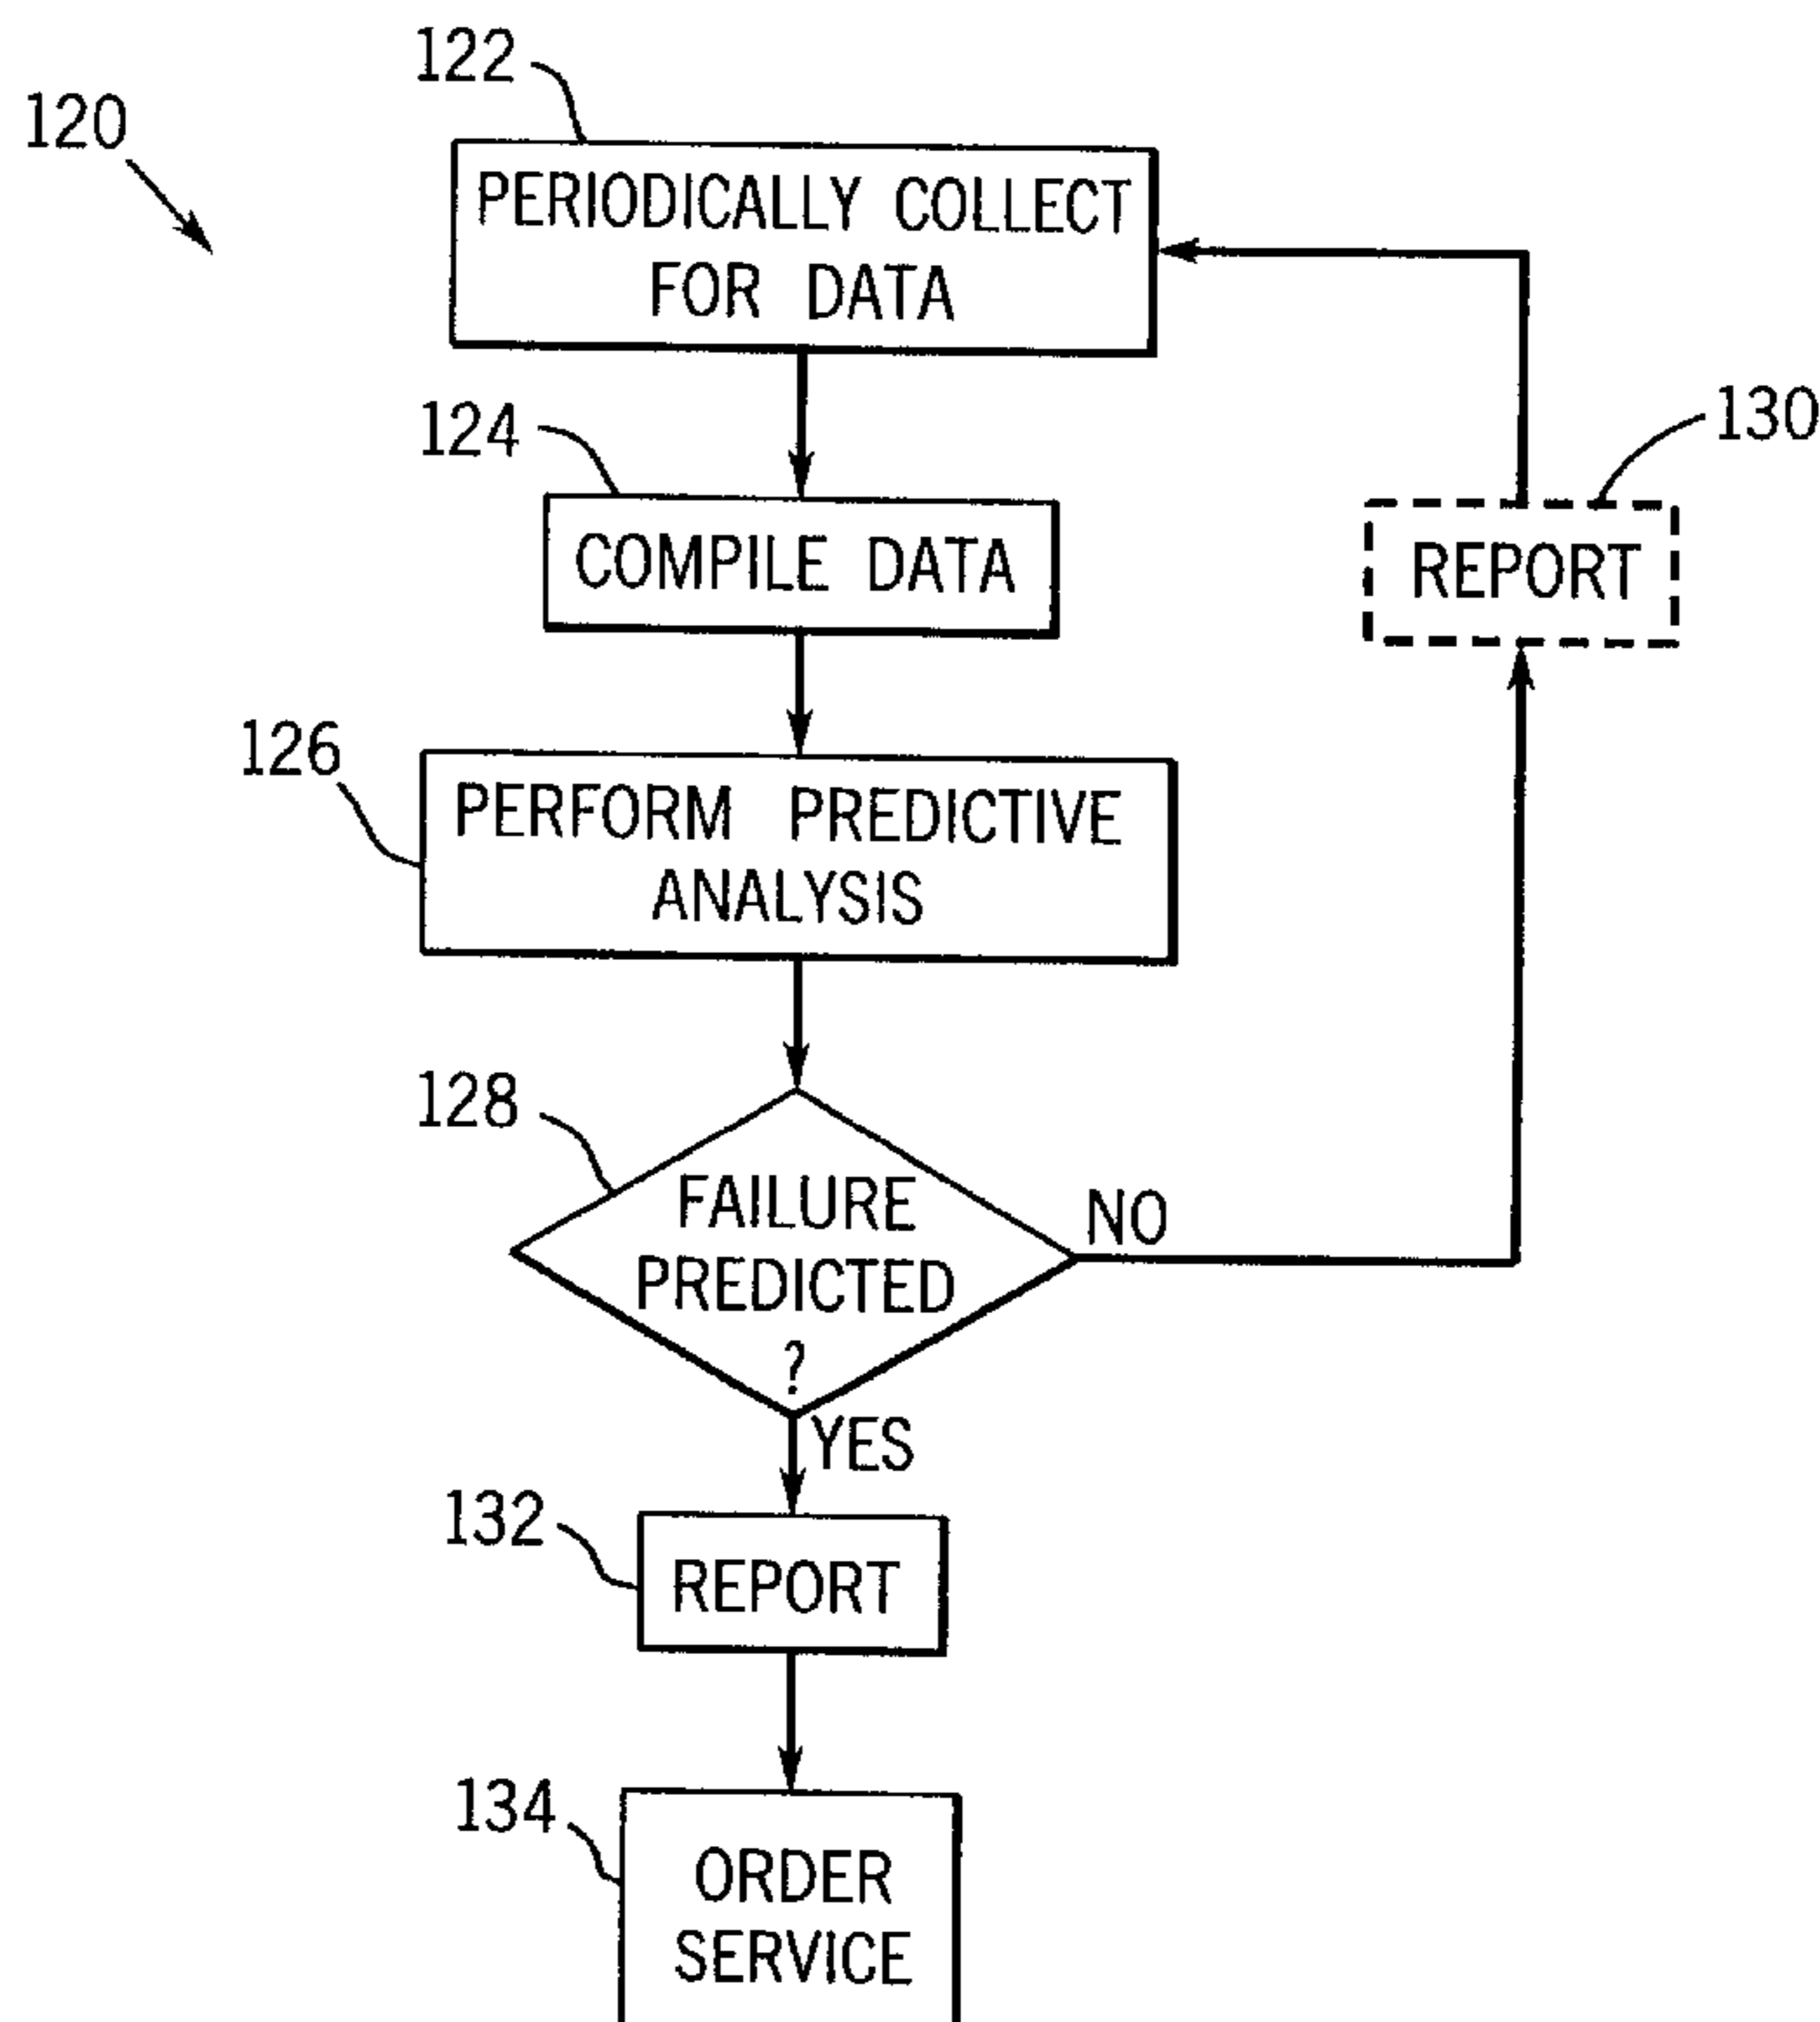 120
122
PERIODICALLY COLLECT
FOR DATA
124
COMPILE DATA
130
REPORT
126
PERFORM PREDICTIVE
ANALYSIS
128
FAILURE
PREDICTED
?
NO
YES
132
REPORT
134
ORDER
SERVICE